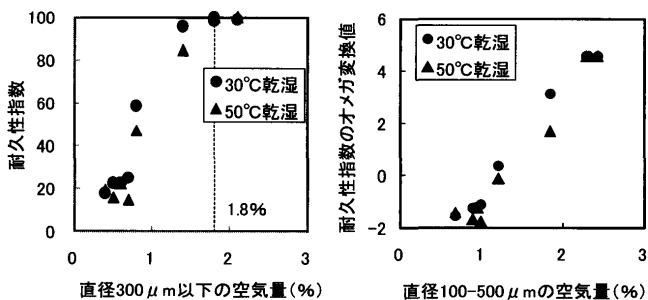 耐久性指数
100
80
60
40
20
0
30℃乾湿
50℃乾湿
1.8%
0
1
2
3
直径300μm以下の空気量(%)
耐久性指数のオメガ変換値
6
4
2
0
-2
30℃乾湿
50℃乾湿
0
1
2
3
直径100-500μmの空気量(%)